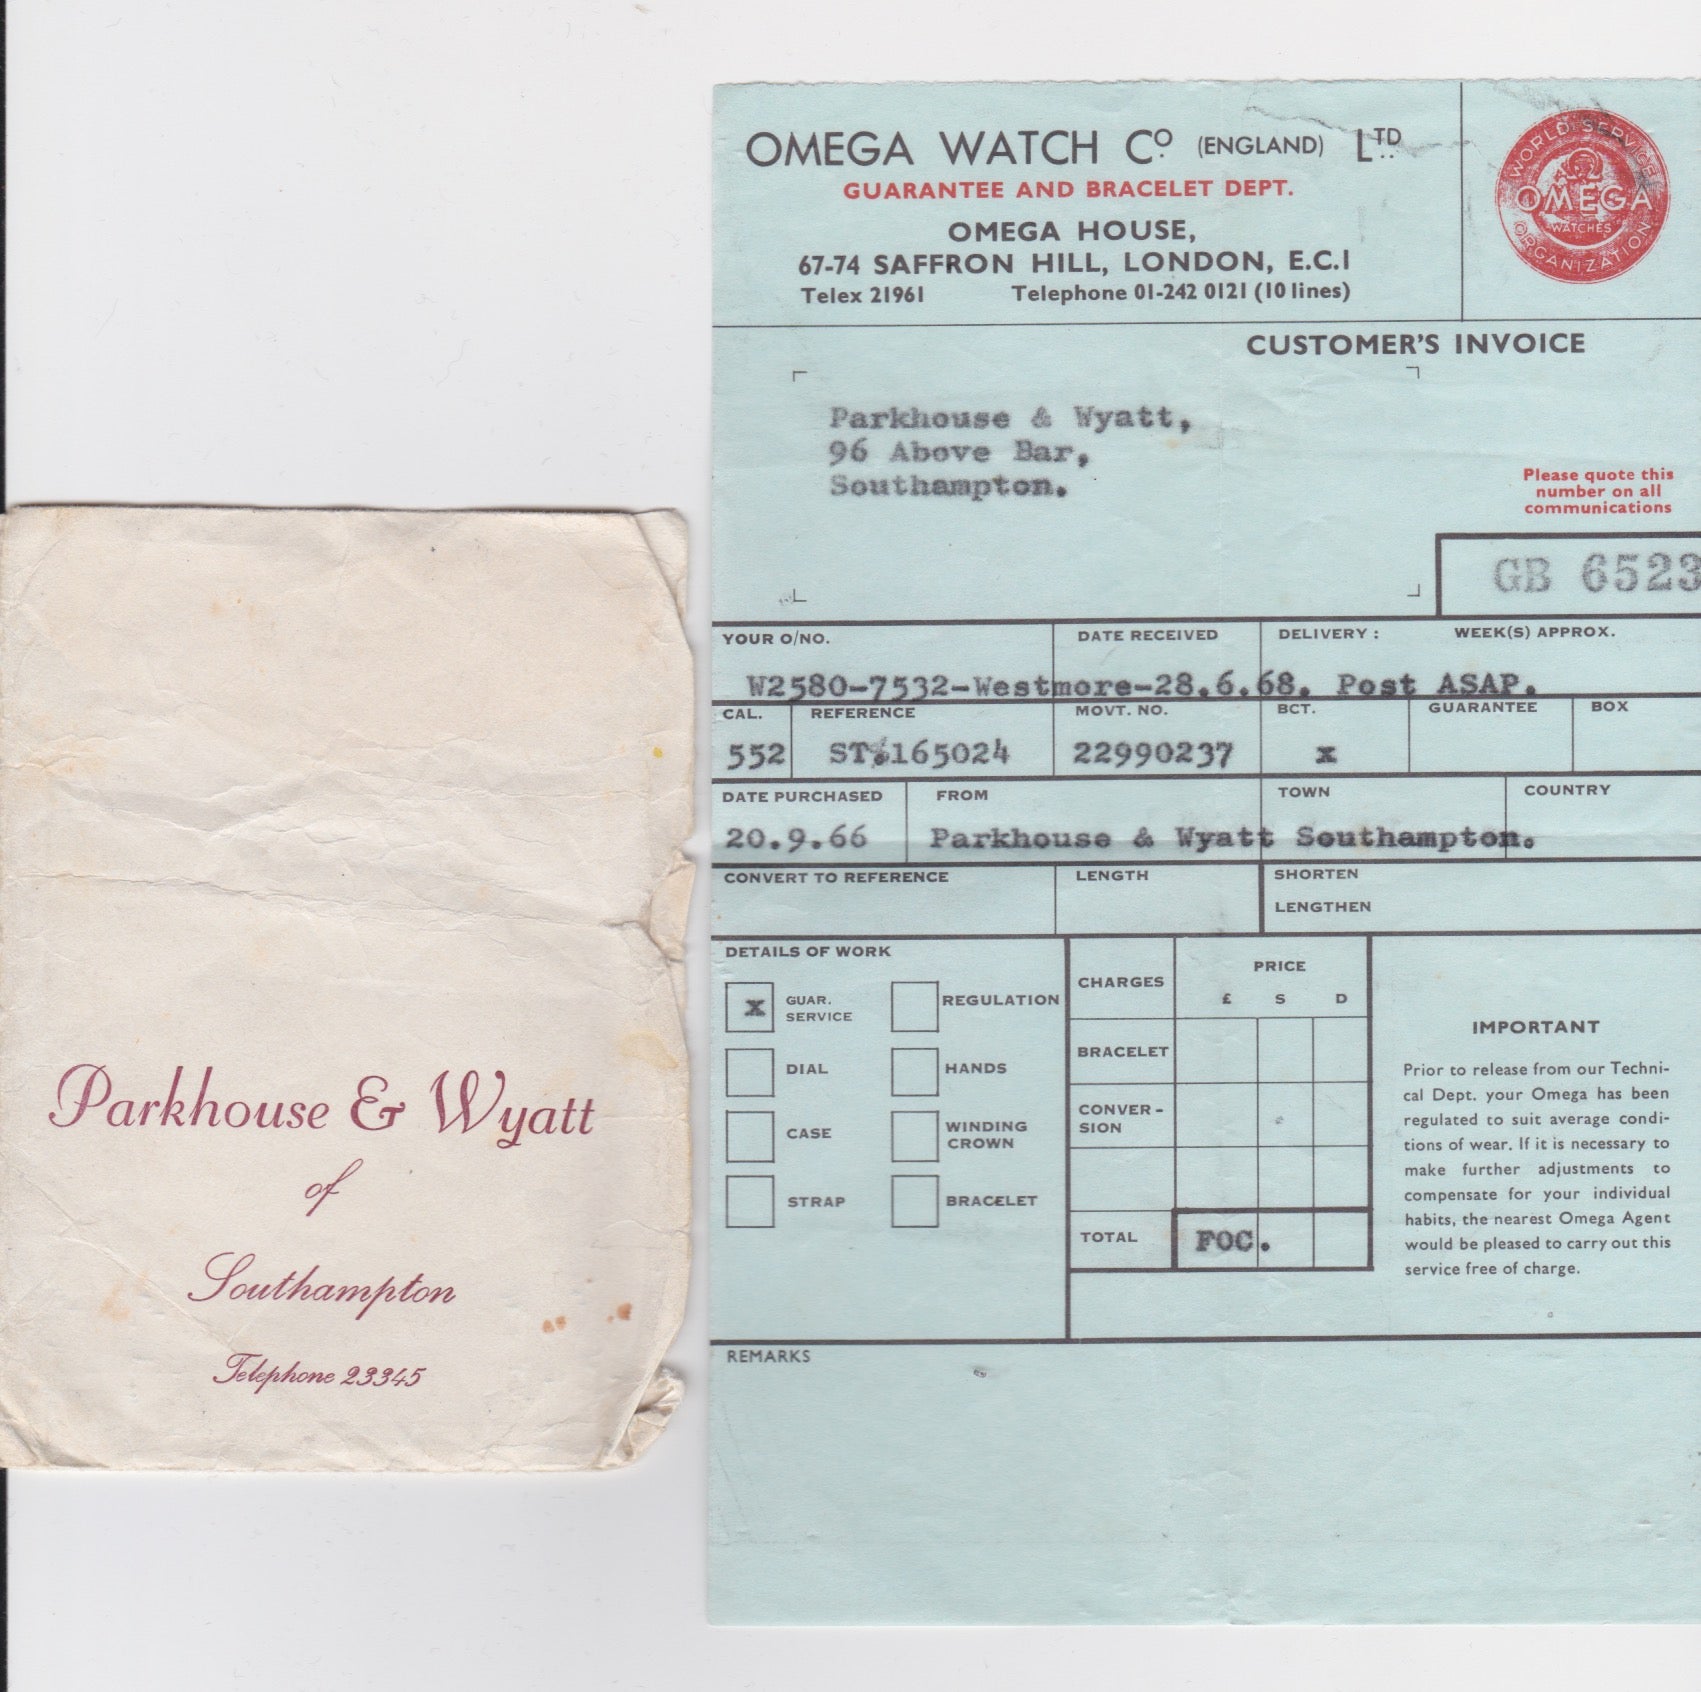 Parkhouse & Wyatt
of
Southampton
Telephone 23345
OMEGA WATCH Cº (ENGLAND) LTD
GUARANTEE AND BRACELET DEPT.
OMEGA HOUSE,
67-74 SAFFRON HILL, LONDON, E.C.1
Telex 21961 Telephone 01-242 0121 (10 lines)
WORLD SERVICE
OMEGA
WATCHES
ORGANIZATION
CUSTOMER'S INVOICE
Parkhouse & Wyatt,
96 Above Bar,
Southampton.
Please quote this
number on all
communications
GB 6523
YOUR O/NO. DATE RECEIVED DELIVERY : WEEK(S) APPROX.
W2580-7532-Westmore-28.6.68. Post ASAP.
CAL. REFERENCE MOVT. NO. BCT. GUARANTEE BOX
552 ST.165024 22990237 x
DATE PURCHASED FROM TOWN COUNTRY
20.9.66 Parkhouse & Wyatt Southampton.
CONVERT TO REFERENCE LENGTH SHORTEN
LENGTHEN
DETAILS OF WORK
x GUAR. SERVICE REGULATION
DIAL HANDS
CASE WINDING CROWN
STRAP BRACELET
CHARGES PRICE
£ S D
BRACELET
CONVER-
SION
TOTAL FOC.
IMPORTANT
Prior to release from our Techni-
cal Dept. your Omega has been
regulated to suit average condi-
tions of wear. If it is necessary to
make further adjustments to
compensate for your individual
habits, the nearest Omega Agent
would be pleased to carry out this
service free of charge.
REMARKS